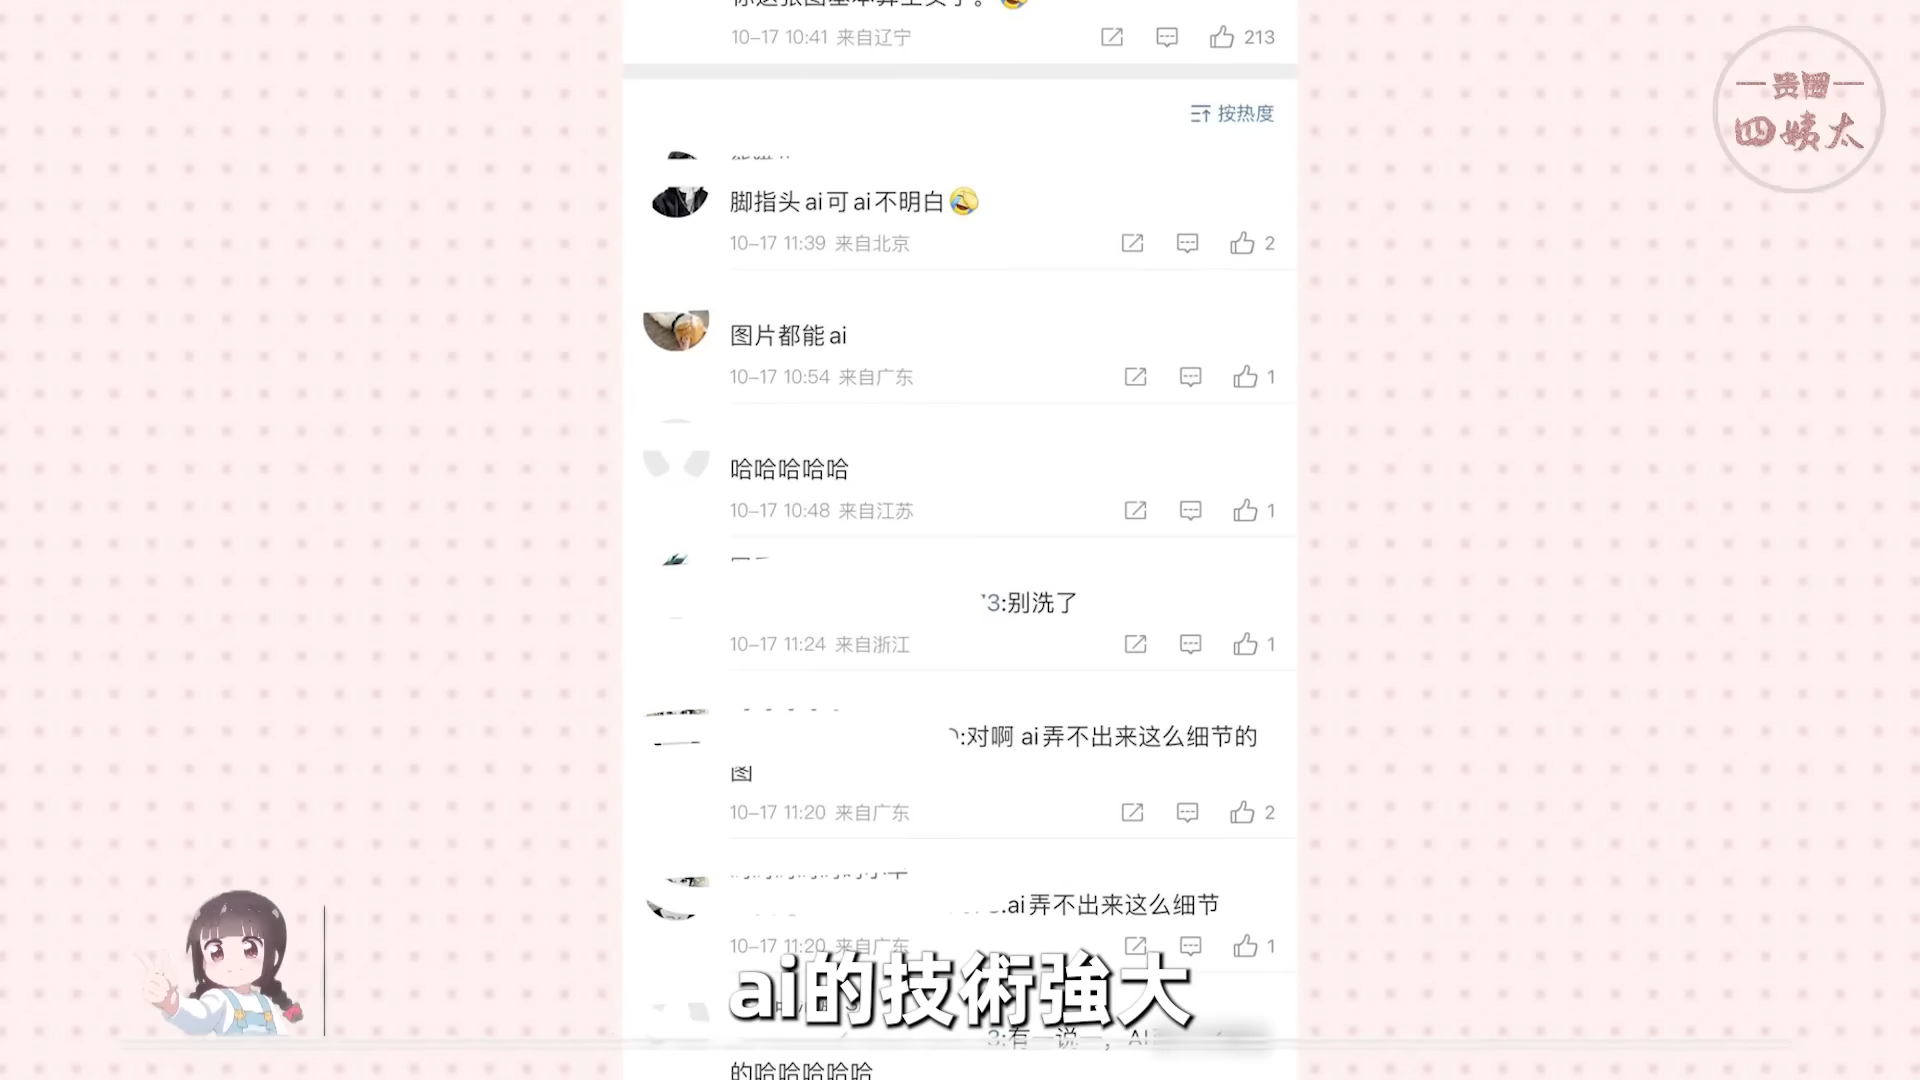 10-17 10:41 来自辽宁
213
贵圈
四姨太
按热度
脚指头ai可ai不明白🤣
10-17 11:39 来自北京
2
图片都能ai
10-17 10:54 来自广东
1
哈哈哈哈哈
10-17 10:48 来自江苏
1
3:别洗了
10-17 11:24 来自浙江
1
:对啊 ai弄不出来这么细节的
图
10-17 11:20 来自广东
2
ai弄不出来这么细节
10-17 11:20 来自广东
1
ai的技術強大
3:有一说一，AI
的哈哈哈哈哈